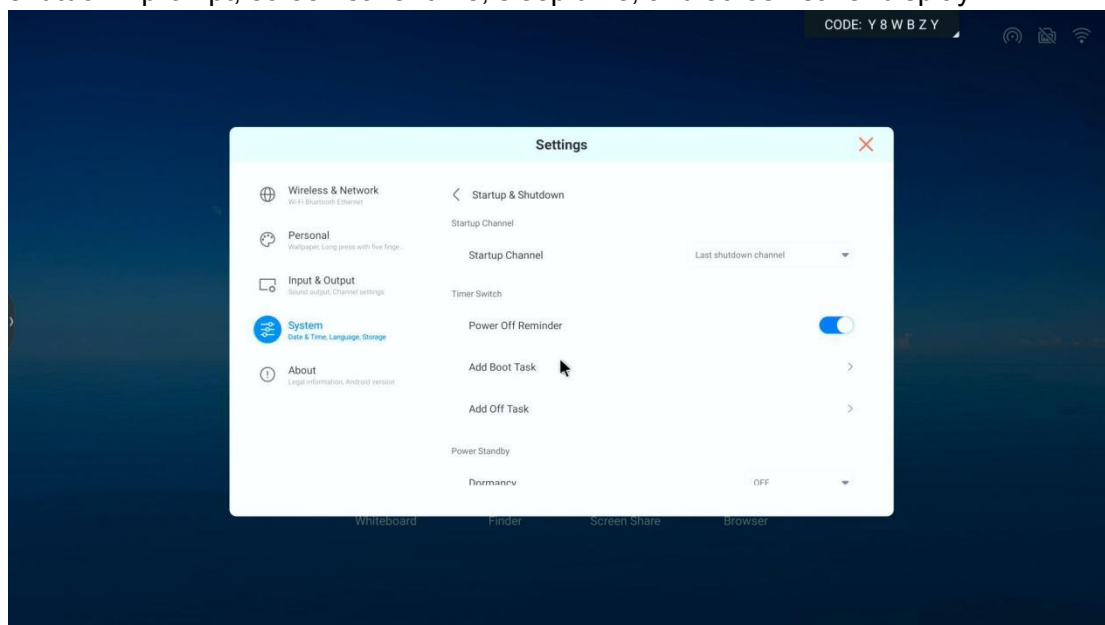 CODE: Y 8 W B Z Y
Settings
Wireless & Network
Wi-Fi Bluetooth Ethernet
Startup & Shutdown
Startup Channel
Personal
Wallpaper, Long press with five finge...
Startup Channel
Last shutdown channel
Input & Output
Sound output, Channel settings
Timer Switch
System
Date & Time, Language, Storage
Power Off Reminder
About
Legal information, Android version
Add Boot Task
Add Off Task
Power Standby
Dormancy
OFF
Whiteboard
Finder
Screen Share
Browser